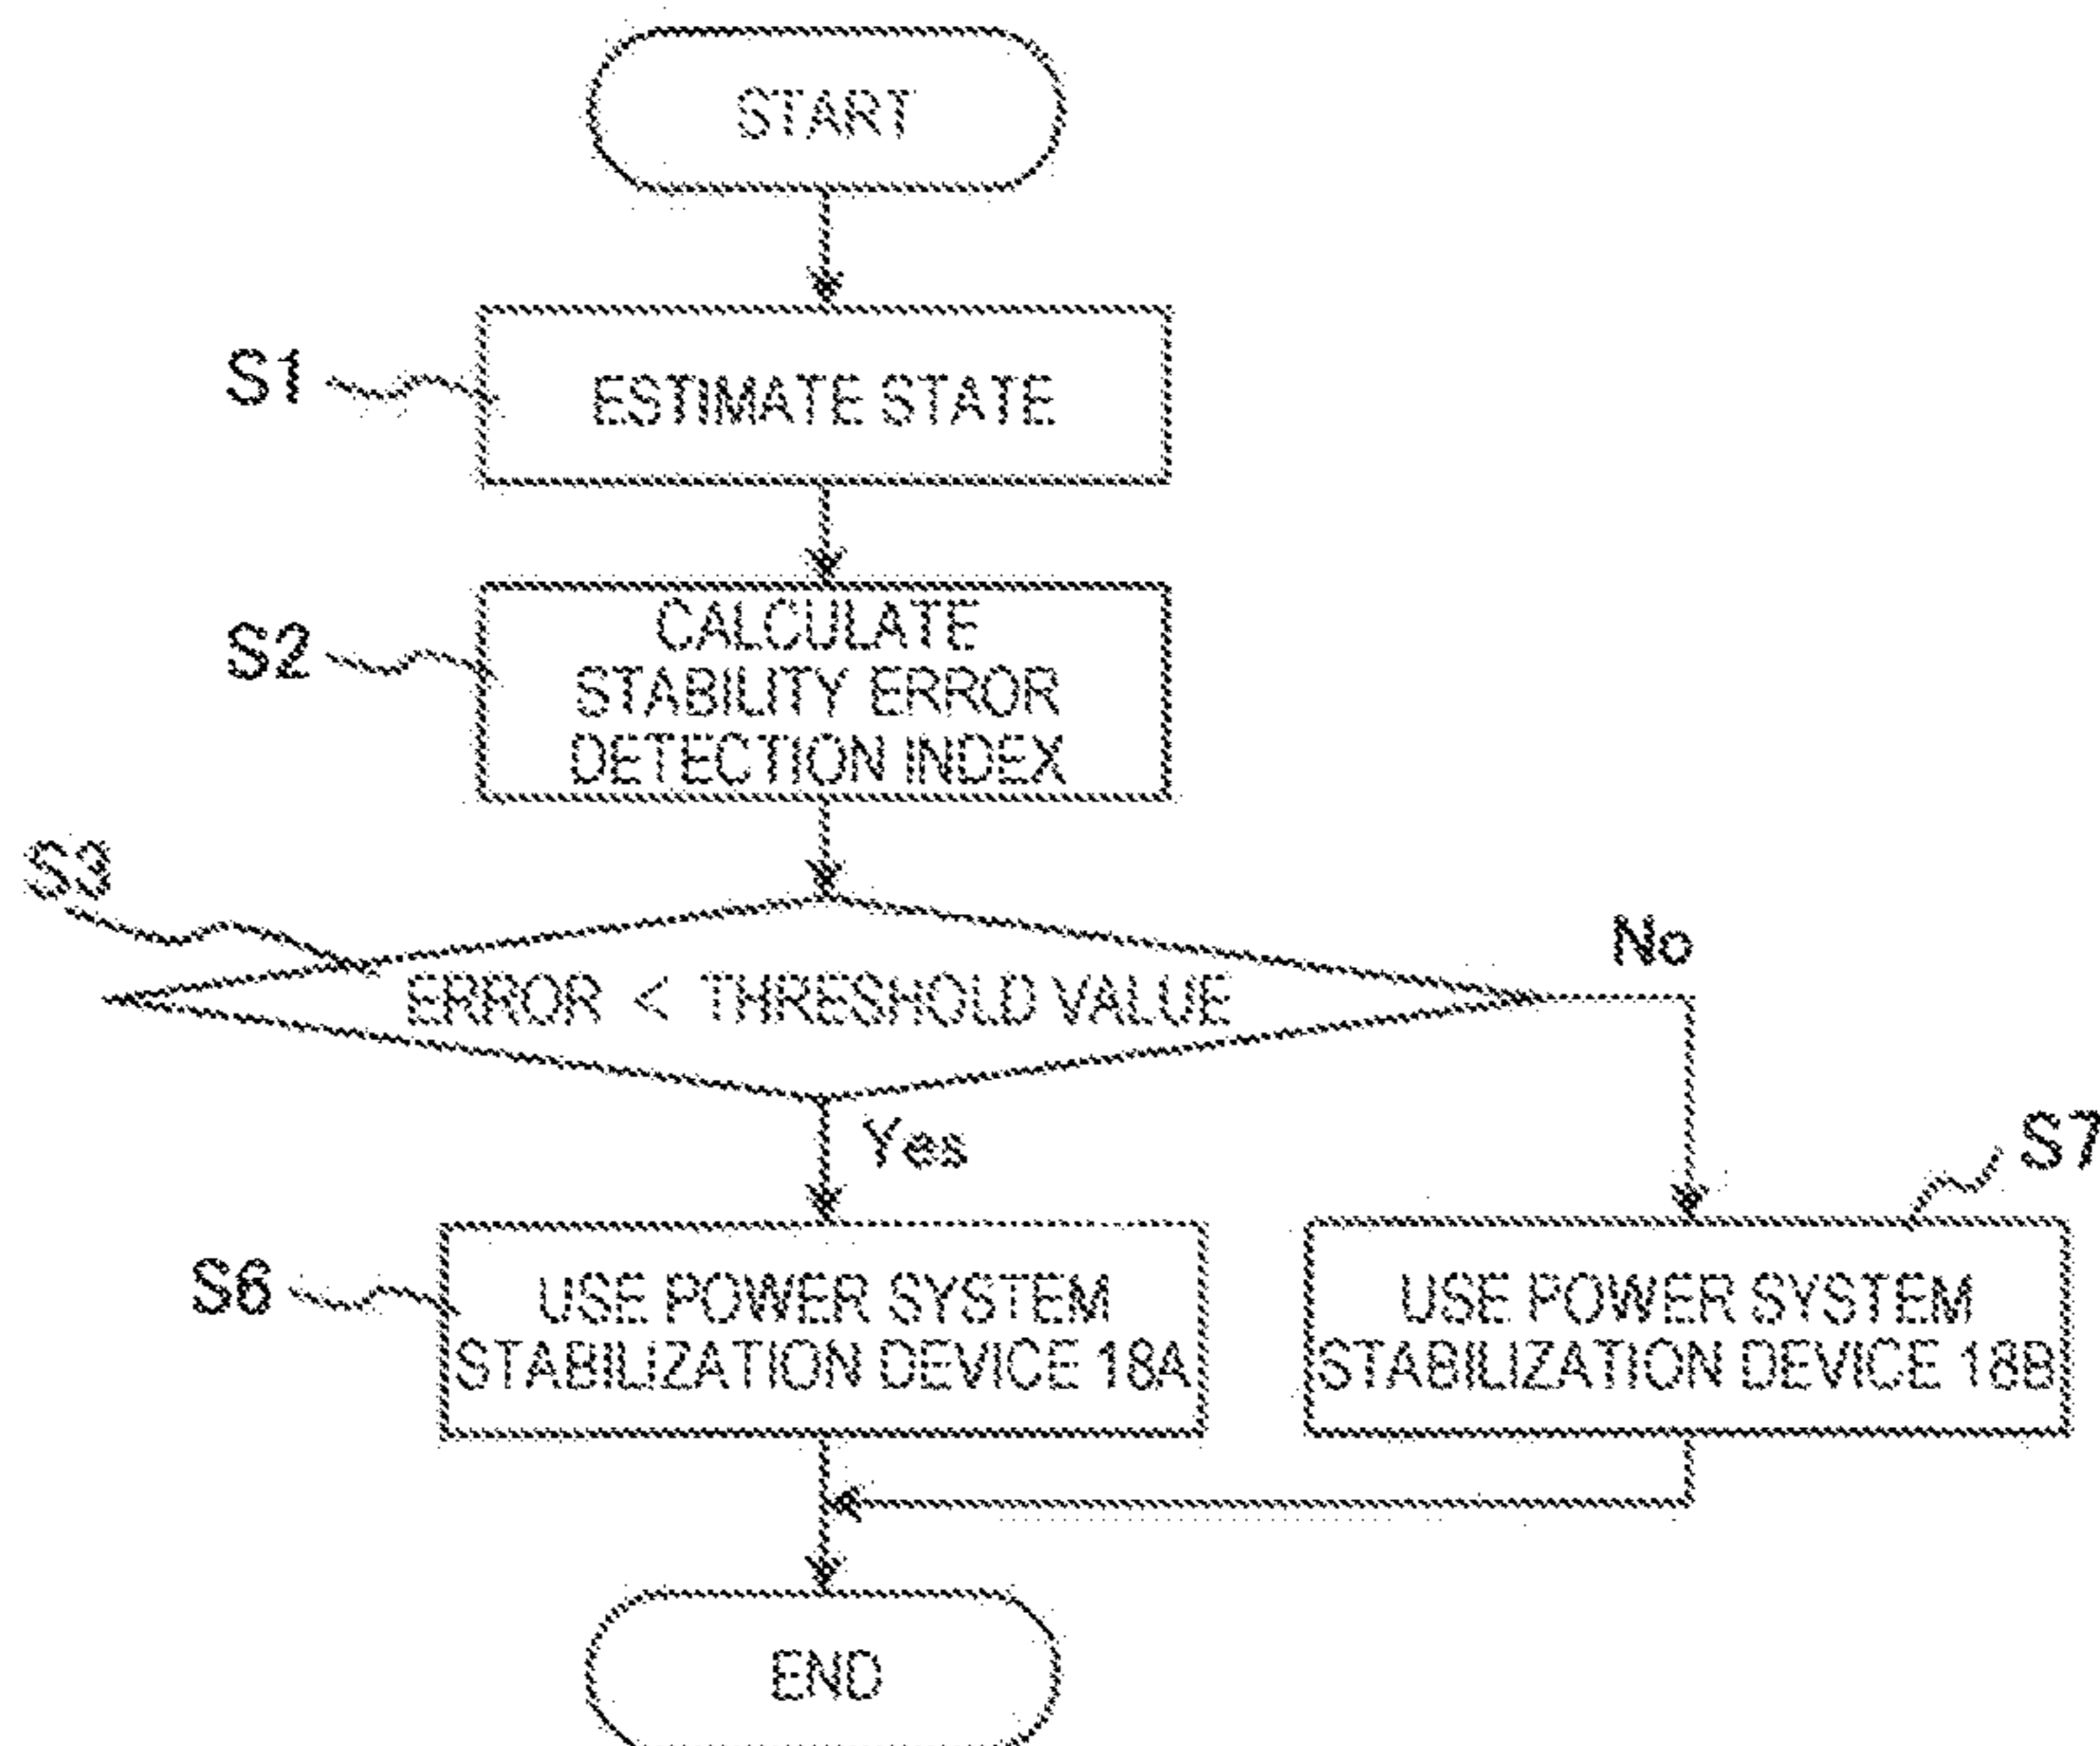 START
S1
ESTIMATE STATE
S2
CALCULATE
STABILITY ERROR
DETECTION INDEX
S3
ERROR < THRESHOLD VALUE
No
Yes
S7
S6
USE POWER SYSTEM
STABILIZATION DEVICE 18A
USE POWER SYSTEM
STABILIZATION DEVICE 18B
END